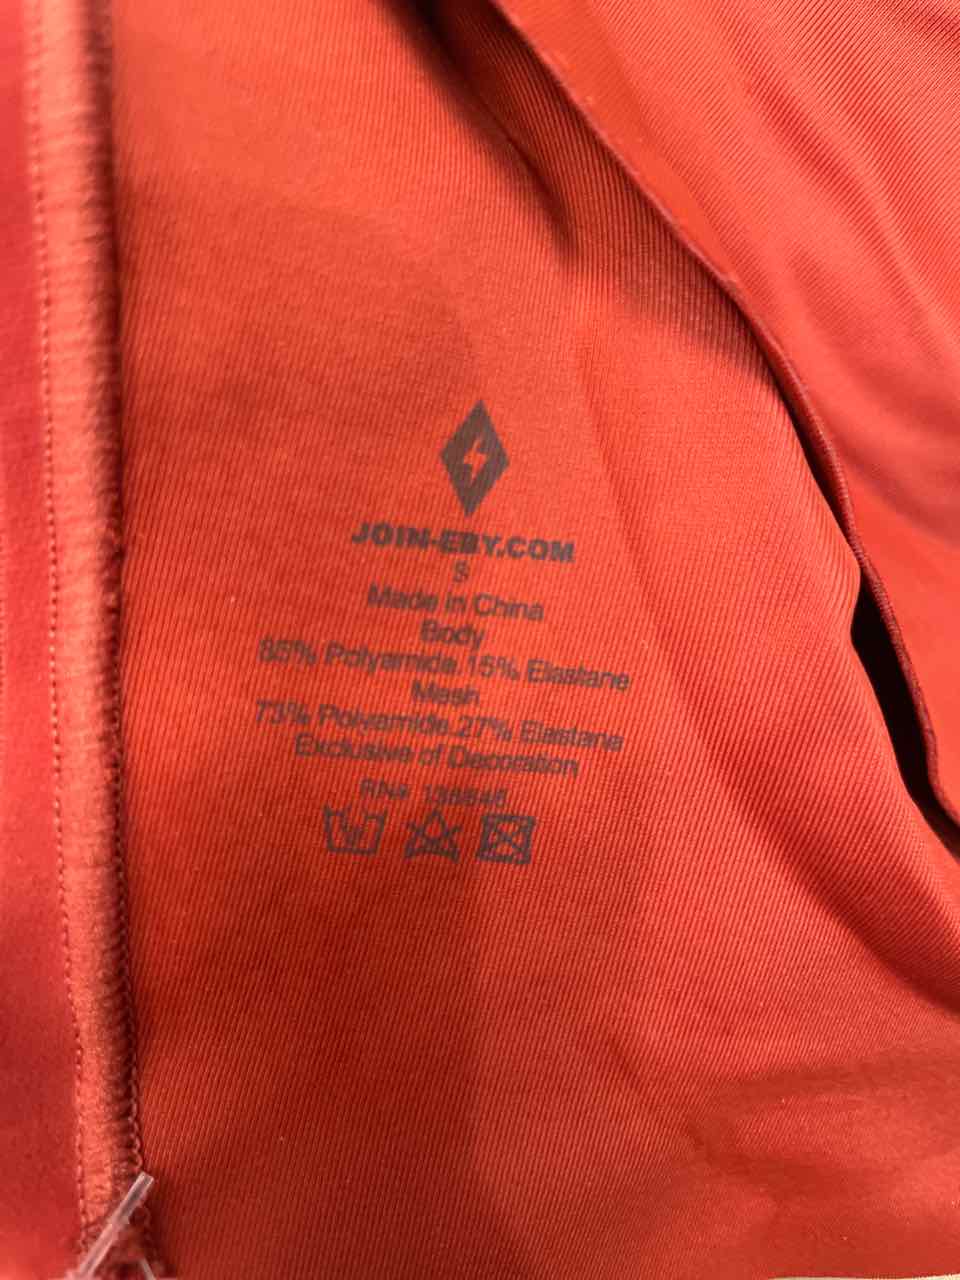 JOIN-EBY.COM
S
Made in China
Body
85% Polyamide 15% Elastane
Mesh
73% Polyamide 27% Elastane
Exclusive of Decoration
RN#